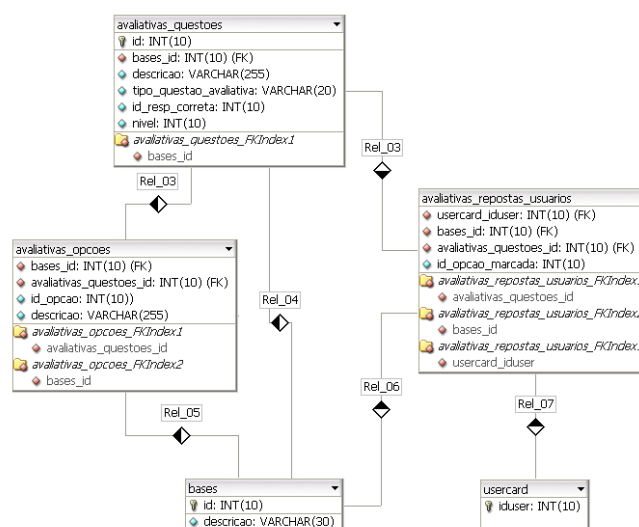 avaliativas_questoes
id: INT(10)
bases_id: INT(10) (FK)
descricao: VARCHAR(255)
tipo_questao_avaliativa: VARCHAR(20)
id_resp_correta: INT(10)
nivel: INT(10)
avaliativas_questoes_FKIndex1
bases_id
Rel_03
Rel_03
avaliativas_repostas_usuarios
usercard_iduser: INT(10) (FK)
bases_id: INT(10) (FK)
avaliativas_questoes_id: INT(10) (FK)
id_opcao_marcada: INT(10)
avaliativas_repostas_usuarios_FKIndex
avaliativas_questoes_id
avaliativas_repostas_usuarios_FKIndex
bases_id
avaliativas_repostas_usuarios_FKIndex
usercard_iduser
avaliativas_opcoes
bases_id: INT(10) (FK)
avaliativas_questoes_id: INT(10) (FK)
id_opcao: INT(10))
descricao: VARCHAR(255)
avaliativas_opcoes_FKIndex1
avaliativas_questoes_id
avaliativas_opcoes_FKIndex2
bases_id
Rel_04
Rel_05
Rel_06
Rel_07
bases
id: INT(10)
descricao: VARCHAR(30)
usercard
iduser: INT(10)